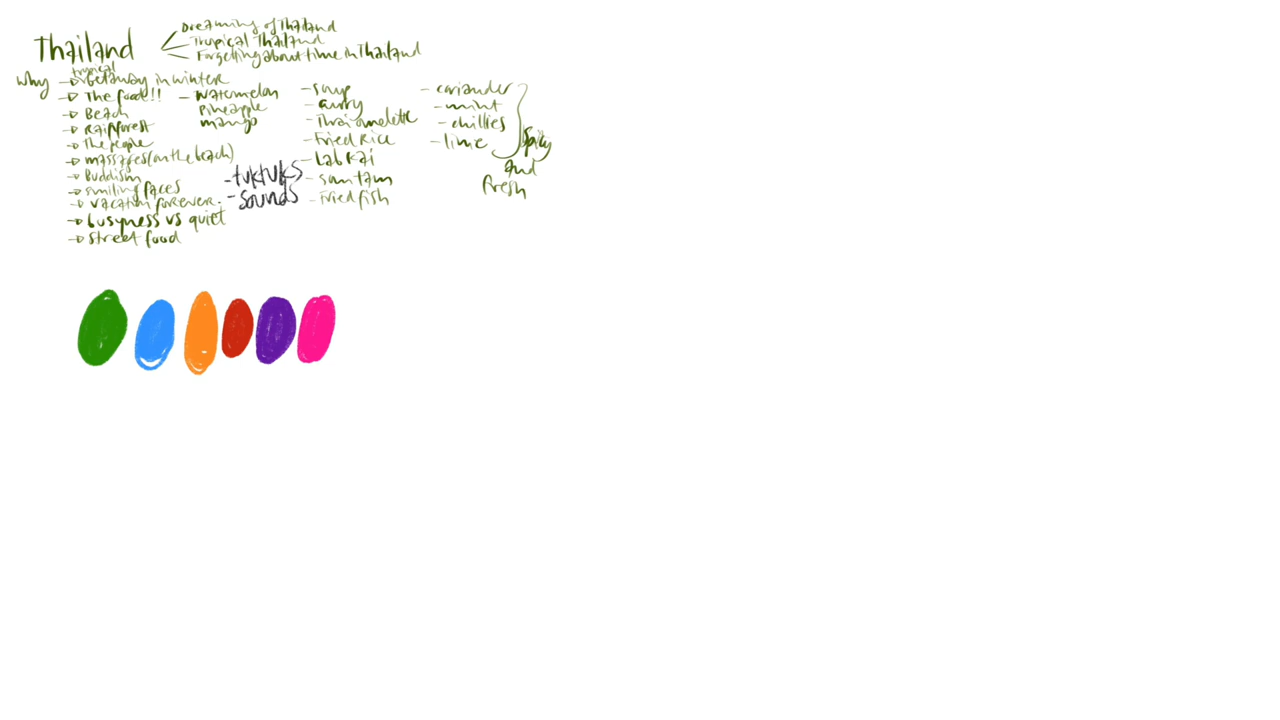 Thailand
Dreaming of Thailand
Tropical Thailand
Forgetting about time in Thailand
Why
tropical
Getaway in winter
The food!!
Beach
Rainforest
The people
massages (on the beach)
Buddism
smiling faces
vacation forever.
busyness vs quiet
street food
- watermelon
pineapple
mango
- tuktuks
- sounds
- soup
- curry
- Thai omelette
- Fried Rice
- Lab Kai
- som tam
- Fried fish
- coriander
- mint
- chillies
- lime
Spicy
and
fresh